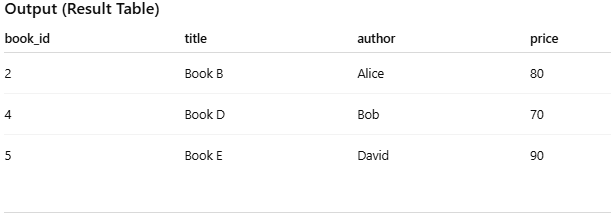 Output (Result Table)
book_id title author price
2 Book B Alice 80
4 Book D Bob 70
5 Book E David 90